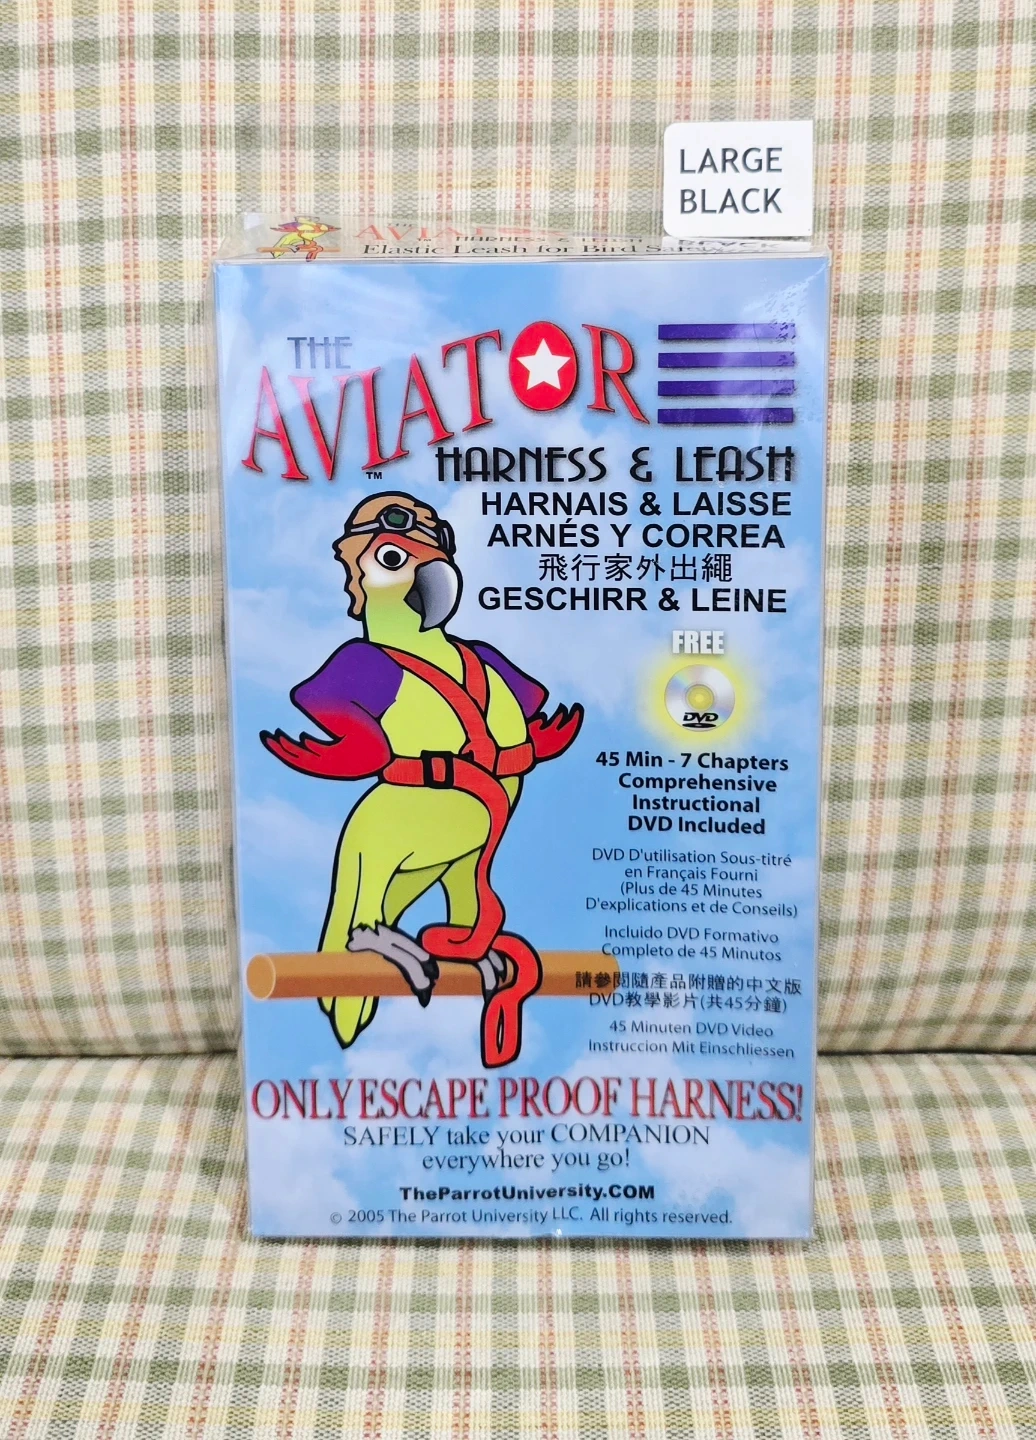 LARGE
BLACK
AVIATOR
HARNESS & LEASH
Elastic Leash for Bird
THE
AVIATOR
TM
HARNESS & LEASH
HARNAIS & LAISSE
ARNÉS Y CORREA
飛行家外出繩
GESCHIRR & LEINE
FREE
DVD
45 Min - 7 Chapters
Comprehensive
Instructional
DVD Included
DVD D'utilisation Sous-titré
en Français Fourni
(Plus de 45 Minutes
D'explications et de Conseils)
Incluido DVD Formativo
Completo de 45 Minutos
請參閱隨產品附贈的中文版
DVD教學影片(共45分鐘)
45 Minuten DVD Video
Instruccion Mit Einschliessen
ONLY ESCAPE PROOF HARNESS!
SAFELY take your COMPANION
everywhere you go!
TheParrotUniversity.COM
© 2005 The Parrot University LLC. All rights reserved.